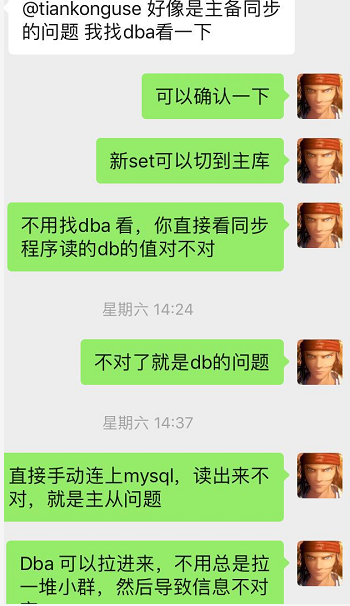 @tiankonguse 好像是主备同步
的问题 我找dba看一下
可以确认一下
新set可以切到主库
不用找dba 看，你直接看同步
程序读的db的值对不对
星期六 14:24
不对了就是db的问题
星期六 14:37
直接手动连上mysql，读出来不
对，就是主从问题
Dba 可以拉进来，不用总是拉
一堆小群，然后导致信息不对